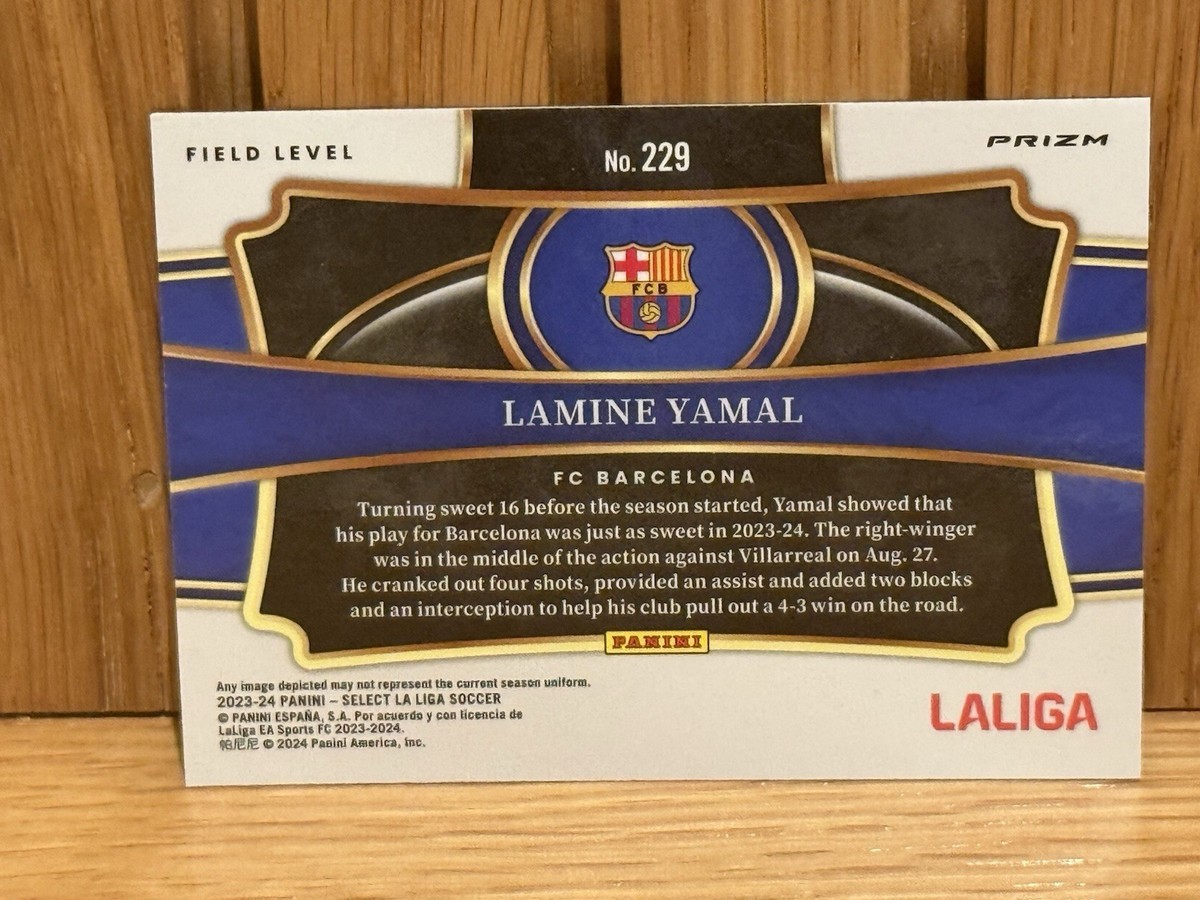 FIELD LEVEL
No. 229
PRIZM
FCB
LAMINE YAMAL
FC BARCELONA
Turning sweet 16 before the season started, Yamal showed that
his play for Barcelona was just as sweet in 2023-24. The right-winger
was in the middle of the action against Villarreal on Aug. 27.
He cranked out four shots, provided an assist and added two blocks
and an interception to help his club pull out a 4-3 win on the road.
PANINI
Any image depicted may not represent the current season uniform.
2023-24 PANINI – SELECT LA LIGA SOCCER
© PANINI ESPAÑA, S.A. Por acuerdo y con licencia de
LaLiga EA Sports FC 2023-2024.
帕尼尼 © 2024 Panini America, Inc.
LALIGA